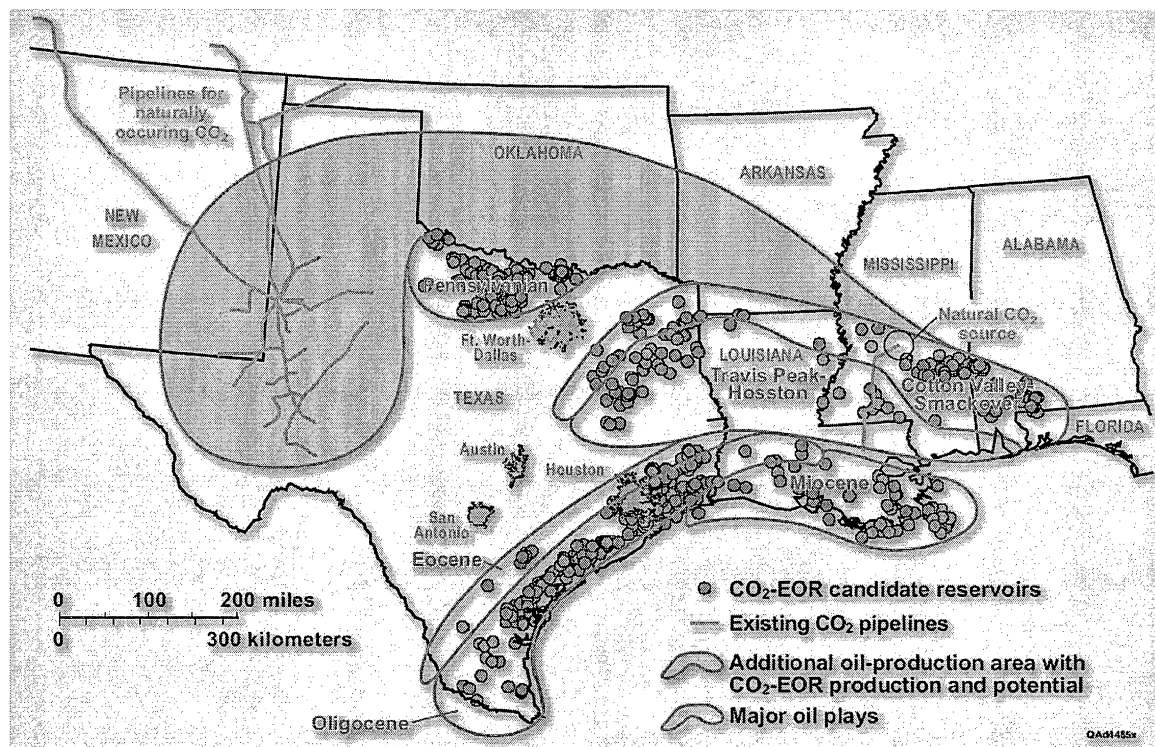 Pipelines for
naturally
occuring CO₂
OKLAHOMA
ARKANSAS
NEW
MEXICO
ALABAMA
MISSISSIPPI
Pennsylvanian
Natural CO₂
source
Ft. Worth-
Dallas
LOUISIANA
Travis Peak-
Hosston
Cotton Valley
Smackover
TEXAS
FLORIDA
Austin
Houston
Miocene
San
Antonio
Eocene
0 100 200 miles
0 300 kilometers
CO₂-EOR candidate reservoirs
Existing CO₂ pipelines
Additional oil-production area with
CO₂-EOR production and potential
Major oil plays
Oligocene
QAd4485x